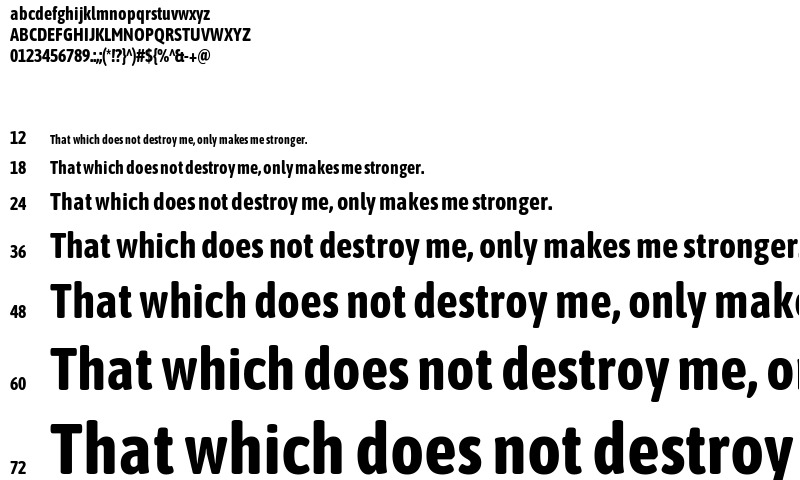 abcdefghijklmnopqrstuvwxyz
ABCDEFGHIJKLMNOPQRSTUVWXYZ
0123456789.:,;(*!?}^)#${%^&-+@
12 That which does not destroy me, only makes me stronger.
18 That which does not destroy me, only makes me stronger.
24 That which does not destroy me, only makes me stronger.
36 That which does not destroy me, only makes me stronger.
48 That which does not destroy me, only make
60 That which does not destroy me, o
72 That which does not destroy